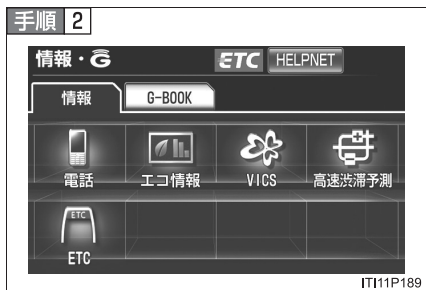 手順 2
情報・G ETC HELPNET
情報 G-BOOK
電話 エコ情報 VICS 高速渋滞予測
ETC
ETC
ITI11P189